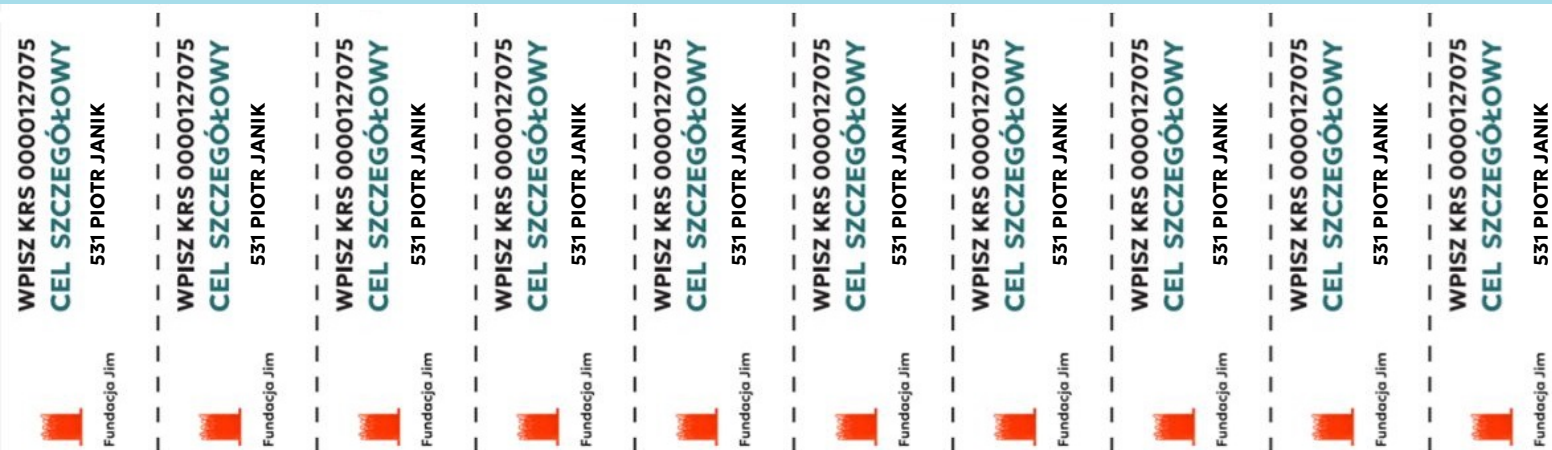 WPISZ KRS 0000127075
CEL SZCZEGÓŁOWY
531 PIOTR JANIK
Fundacja Jim
WPISZ KRS 0000127075
CEL SZCZEGÓŁOWY
531 PIOTR JANIK
Fundacja Jim
WPISZ KRS 0000127075
CEL SZCZEGÓŁOWY
531 PIOTR JANIK
Fundacja Jim
WPISZ KRS 0000127075
CEL SZCZEGÓŁOWY
531 PIOTR JANIK
Fundacja Jim
WPISZ KRS 0000127075
CEL SZCZEGÓŁOWY
531 PIOTR JANIK
Fundacja Jim
WPISZ KRS 0000127075
CEL SZCZEGÓŁOWY
531 PIOTR JANIK
Fundacja Jim
WPISZ KRS 0000127075
CEL SZCZEGÓŁOWY
531 PIOTR JANIK
Fundacja Jim
WPISZ KRS 0000127075
CEL SZCZEGÓŁOWY
531 PIOTR JANIK
Fundacja Jim
WPISZ KRS 0000127075
CEL SZCZEGÓŁOWY
531 PIOTR JANIK
Fundacja Jim
WPISZ KRS 0000127075
CEL SZCZEGÓŁOWY
531 PIOTR JANIK
Fundacja Jim